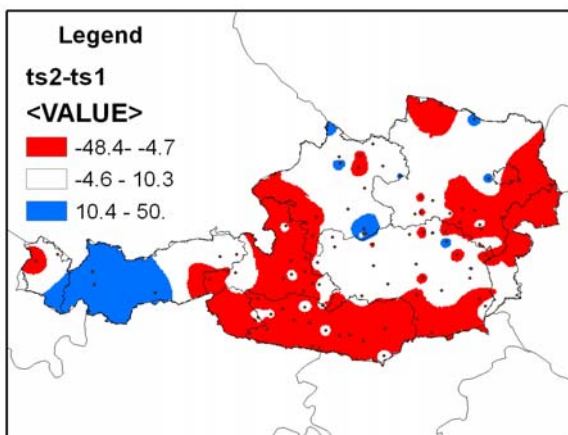 Legend
ts2-ts1
<VALUE>
-48.4- -4.7
-4.6 - 10.3
10.4 - 50.